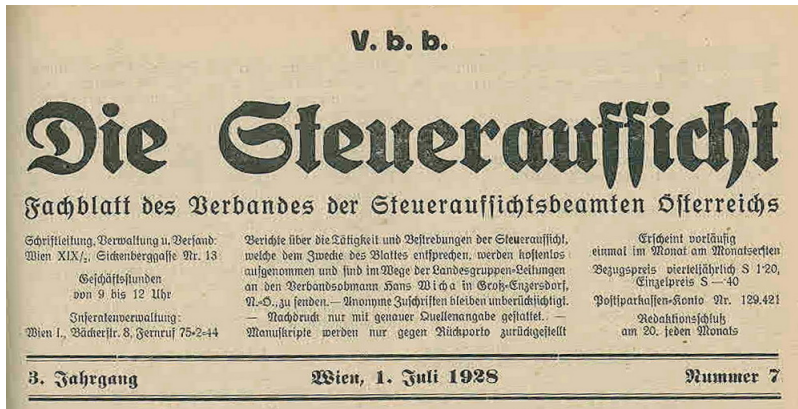 V. b. b.
Die Steueraufsicht
Fachblatt des Verbandes der Steueraufsichtsbeamten Österreichs
Schriftleitung, Verwaltung u. Versand:
Wien XIX/₂, Sickenberggasse Nr. 13
Geschäftsstunden
von 9 bis 12 Uhr
Inseratenverwaltung:
Wien I., Bäckerstr. 8, Fernruf 75-2-44
Berichte über die Tätigkeit und Bestrebungen der Steueraufsicht,
welche dem Zwecke des Blattes entsprechen, werden kostenlos
aufgenommen und sind im Wege der Landesgruppen-Leitungen
an den Verbandsobmann Hans Wicha in Groß-Enzersdorf,
N.-Ö., zu senden. — Anonyme Zuschriften bleiben unberücksichtigt.
— Nachdruck nur mit genauer Quellenangabe gestattet. —
Manuskripte werden nur gegen Rückporto zurückgestellt
Erscheint vorläufig
einmal im Monat am Monatsersten
Bezugspreis vierteljährlich S 1·20,
Einzelpreis S —·40
Postsparkassen-Konto Nr. 129.421
Redaktionsschluß
am 20. jeden Monats
3. Jahrgang
Wien, 1. Juli 1928
Nummer 7